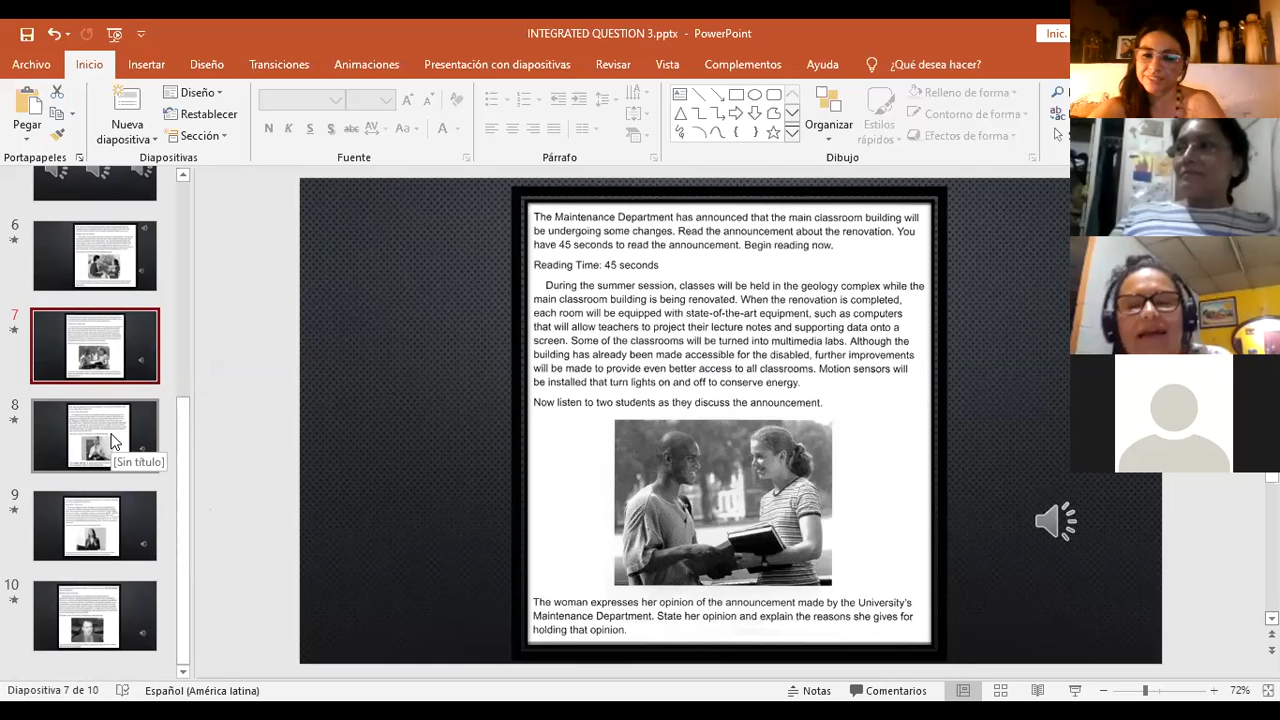 INTEGRATED QUESTION 3.pptx - PowerPoint
Inic.
Archivo Inicio Insertar Diseño Transiciones Animaciones Presentación con diapositivas Revisar Vista Complementos Ayuda ¿Qué desea hacer?
Pegar
Nueva diapositiva
Diseño
Restablecer
Sección
N K S abc AV Aa A
Organizar
Estilos rápidos
Relleno de forma
Contorno de forma
Efectos de forma
Portapapeles Diapositivas Fuente Párrafo Dibujo
6
7
8
[Sin título]
9
10
The Maintenance Department has announced that the main classroom building will
be undergoing some changes. Read the announcement about the renovation. You
have 45 seconds to read the announcement. Begin reading now.
Reading Time: 45 seconds
During the summer session, classes will be held in the geology complex while the
main classroom building is being renovated. When the renovation is completed,
each room will be equipped with state-of-the-art equipment, such as computers
that will allow teachers to project their lecture notes and supporting data onto a
screen. Some of the classrooms will be turned into multimedia labs. Although the
building has already been made accessible for the disabled, further improvements
will be made to provide even better access to all classrooms. Motion sensors will
be installed that turn lights on and off to conserve energy.
Now listen to two students as they discuss the announcement.
The woman expresses her opinion of the announcement made by the University's
Maintenance Department. State her opinion and explain the reasons she gives for
holding that opinion.
Diapositiva 7 de 10 Español (América latina) Notas Comentarios 72%